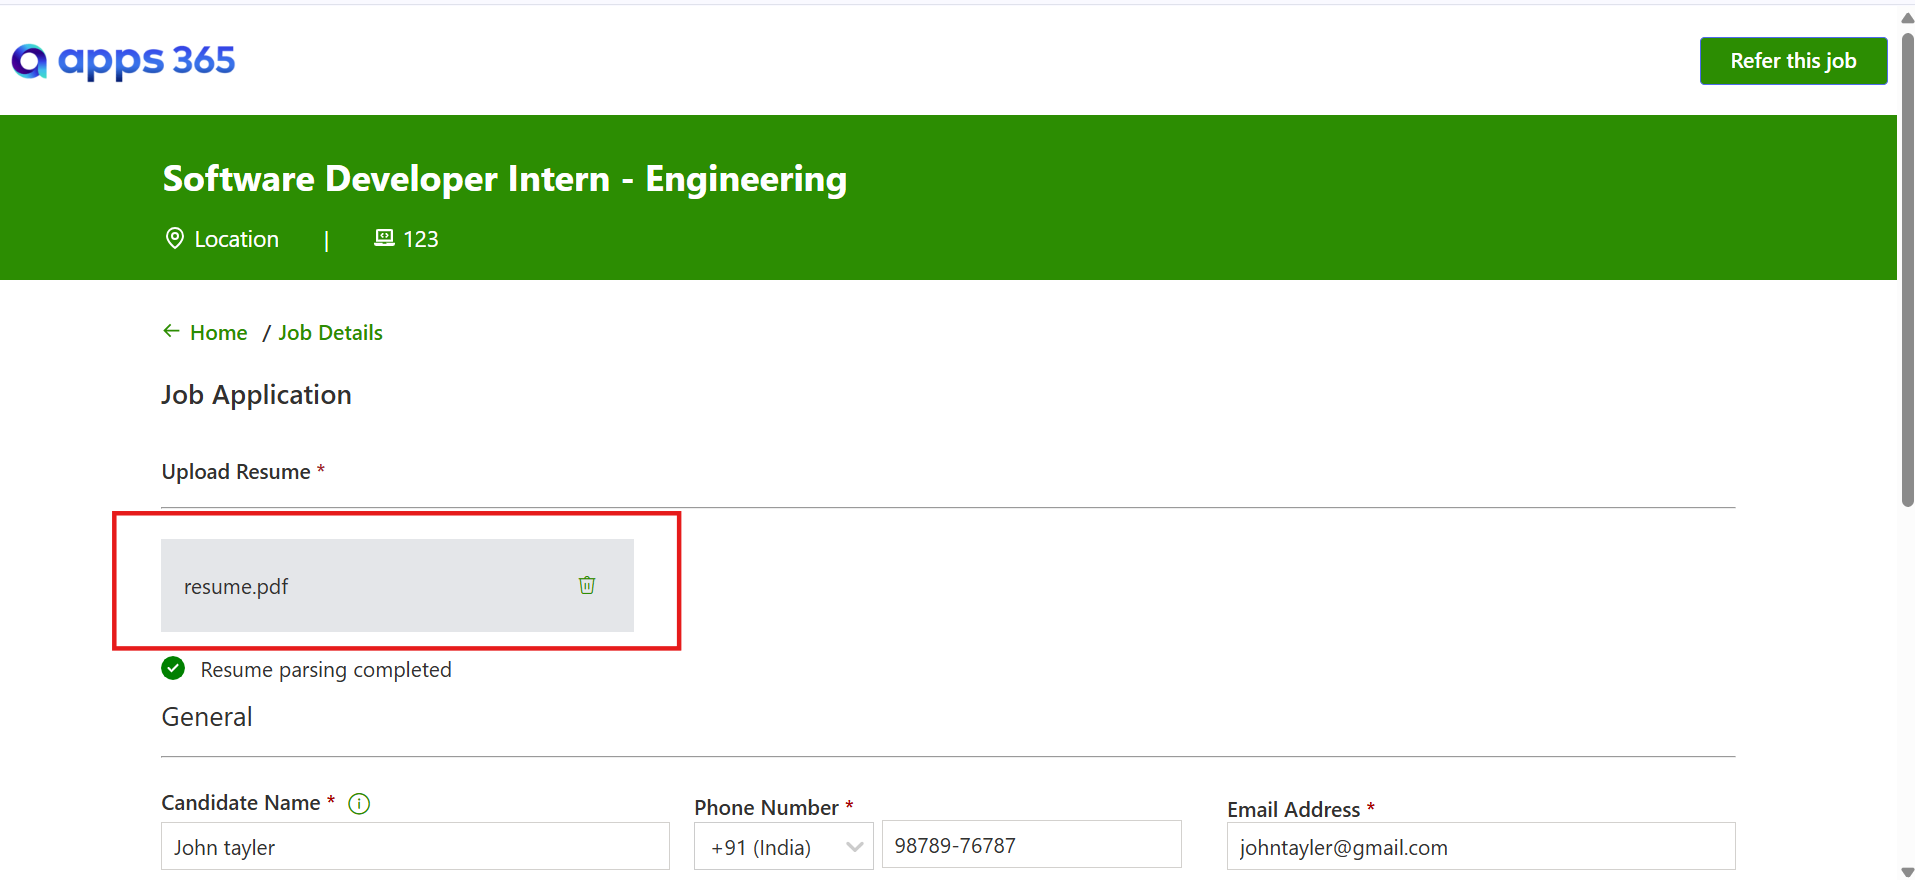 apps 365
Refer this job
Software Developer Intern - Engineering
Location | 123
Home / Job Details
Job Application
Upload Resume *
resume.pdf
Resume parsing completed
General
Candidate Name *
Phone Number *
Email Address *
John tayler
+91 (India)
98789-76787
johntayler@gmail.com